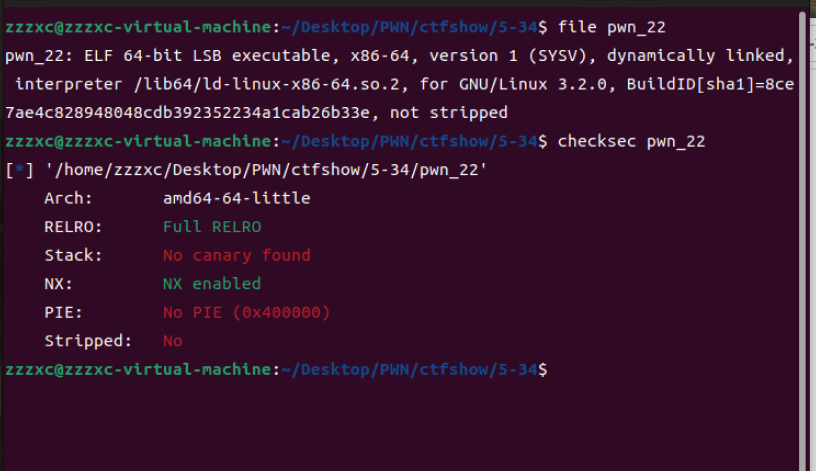 zzzxc@zzzxc-virtual-machine:~/Desktop/PWN/ctfshow/5-34$ file pwn_22
pwn_22: ELF 64-bit LSB executable, x86-64, version 1 (SYSV), dynamically linked,
 interpreter /lib64/ld-linux-x86-64.so.2, for GNU/Linux 3.2.0, BuildID[sha1]=8ce
7ae4c828948048cdb392352234a1cab26b33e, not stripped
zzzxc@zzzxc-virtual-machine:~/Desktop/PWN/ctfshow/5-34$ checksec pwn_22
[*] '/home/zzzxc/Desktop/PWN/ctfshow/5-34/pwn_22'
    Arch:       amd64-64-little
    RELRO:      Full RELRO
    Stack:      No canary found
    NX:         NX enabled
    PIE:        No PIE (0x400000)
    Stripped:   No
zzzxc@zzzxc-virtual-machine:~/Desktop/PWN/ctfshow/5-34$